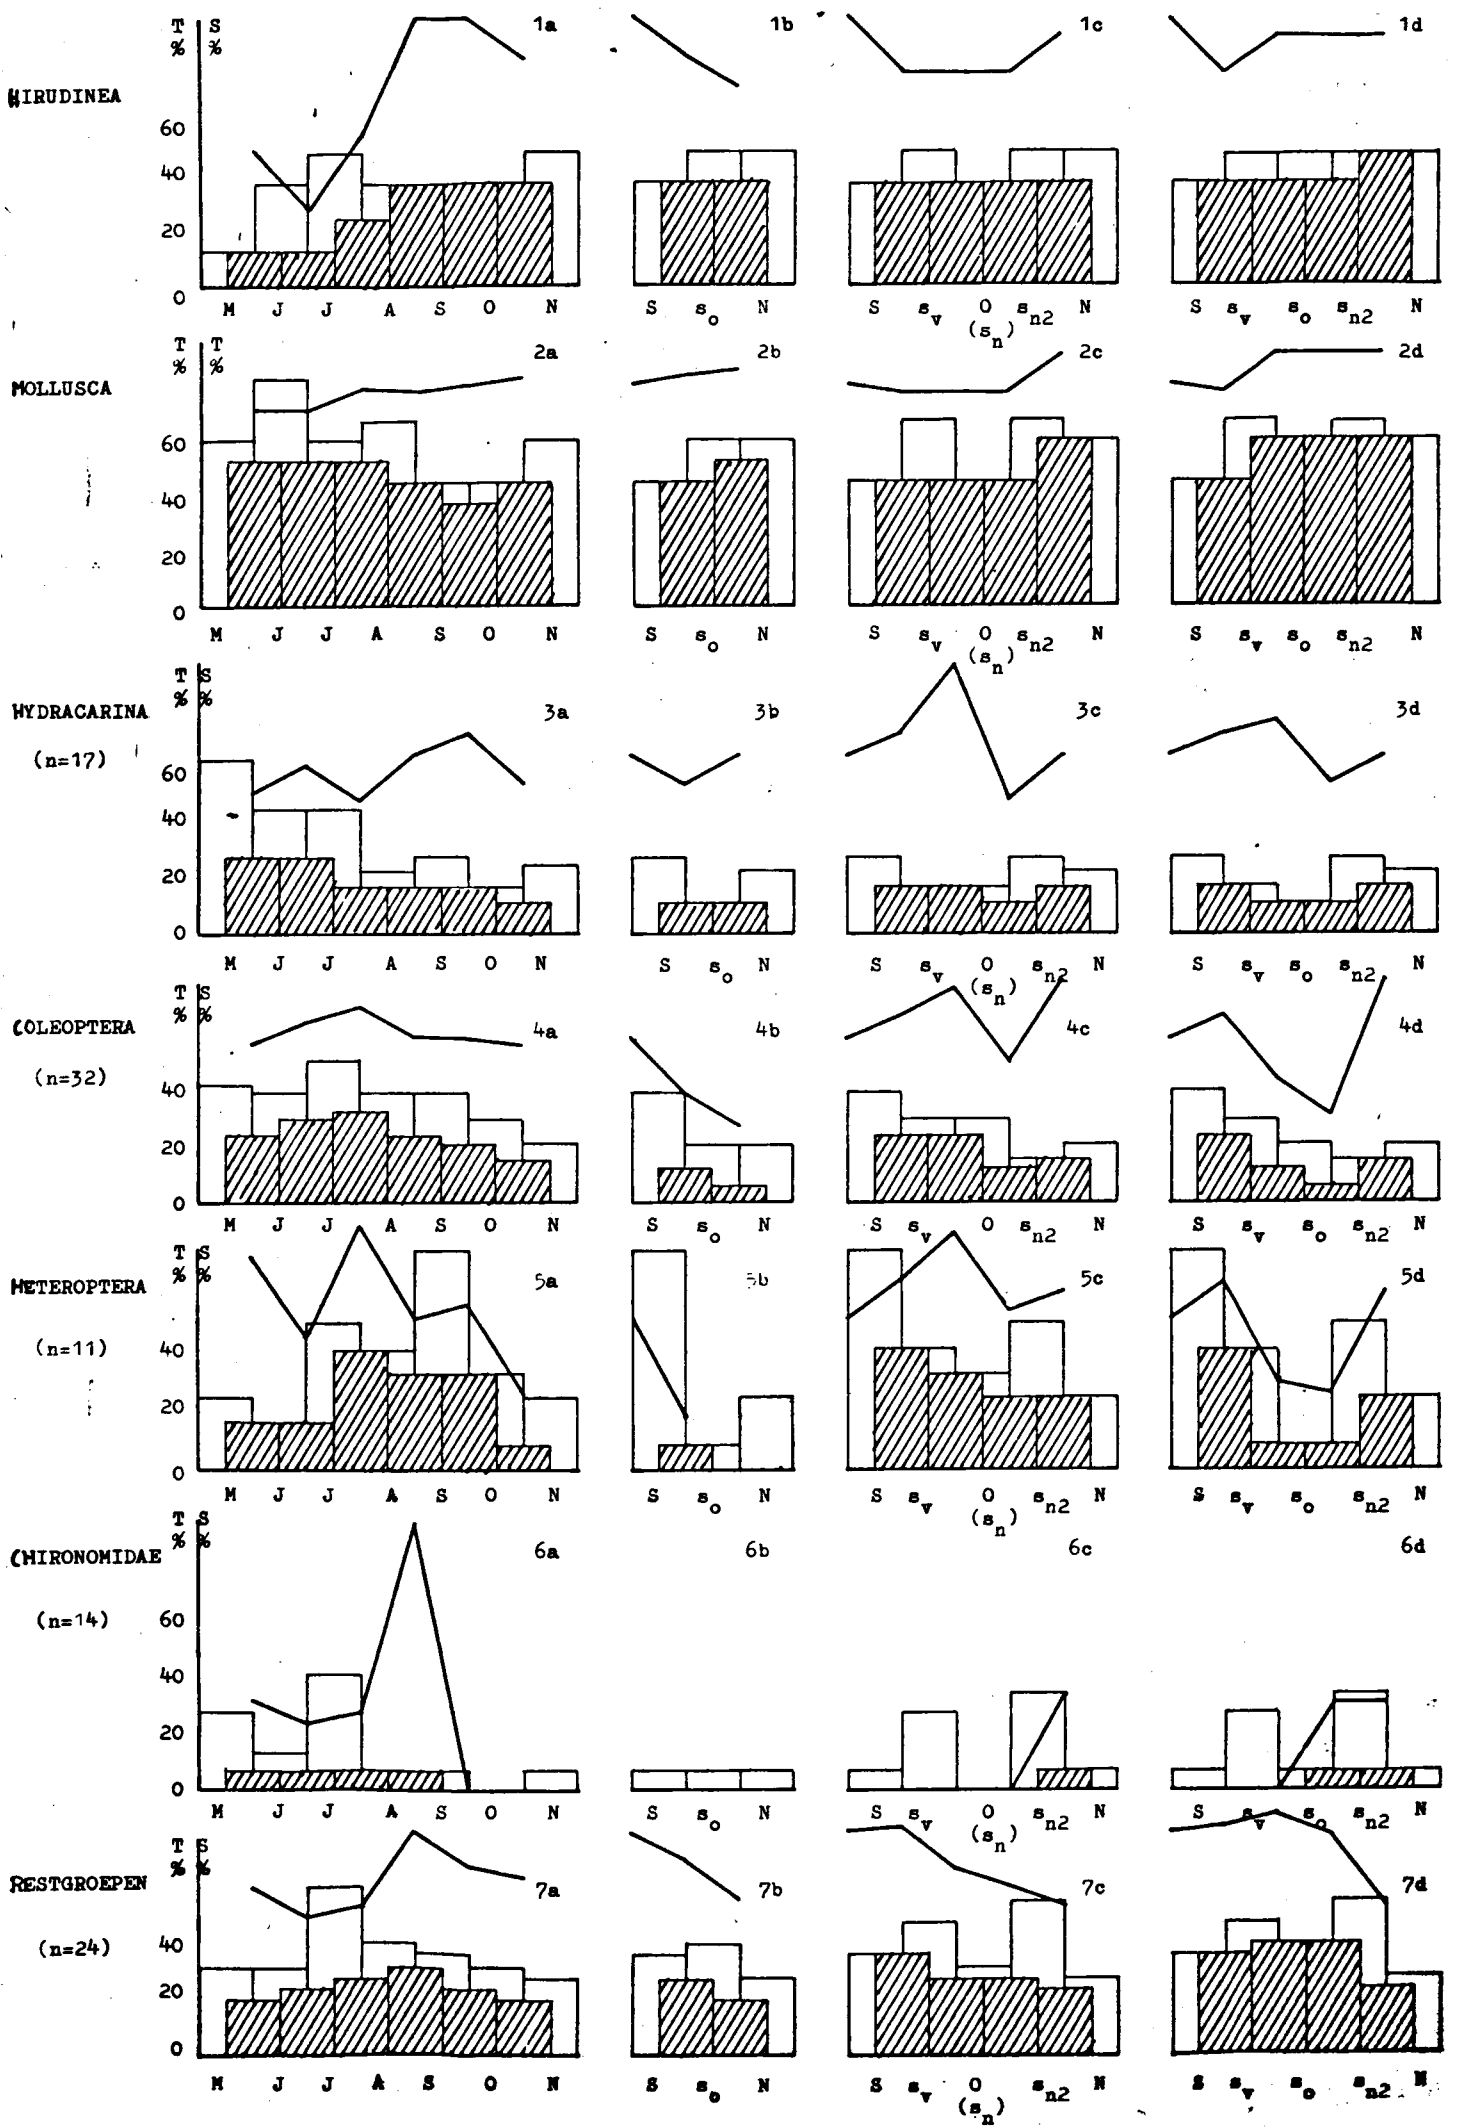 T S 1a 1b 1c 1d
% %
HIRUDINEA
60
40
20
0
M J J A S O N S s_o N S s_v O s_n2 N S s_v s_o s_n2 N
(s_n)
T T 2a 2b 2c 2d
% %
MOLLUSCA
60
40
20
0
M J J A S O N S s_o N S s_v O s_n2 N S s_v s_o s_n2 N
(s_n)
T S
% %
HYDRACARINA 3a 3b 3c 3d
(n=17)
60
40
20
0
M J J A S O N S s_o N S s_v O s_n2 N S s_v s_o s_n2 N
(s_n)
T S
% %
COLEOPTERA 4a 4b 4c 4d
(n=32)
40
20
0
M J J A S O N S s_o N S s_v O s_n2 N S s_v s_o s_n2 N
T S
% %
HETEROPTERA 5a 5b 5c 5d
(n=11)
40
20
0
M J J A S O N S s_o N S s_v O s_n2 N S s_v s_o s_n2 N
(s_n)
T S
% %
CHIRONOMIDAE 6a 6b 6c 6d
(n=14)
60
40
20
0
M J J A S O N S s_o N S s_v O s_n2 N S s_v s_o s_n2 N
(s_n)
T S
% %
RESTGROEPEN 7a 7b 7c 7d
(n=24)
40
20
0
M J J A S O N S s_o N S s_v O s_n2 N S s_v s_o s_n2 N
(s_n)